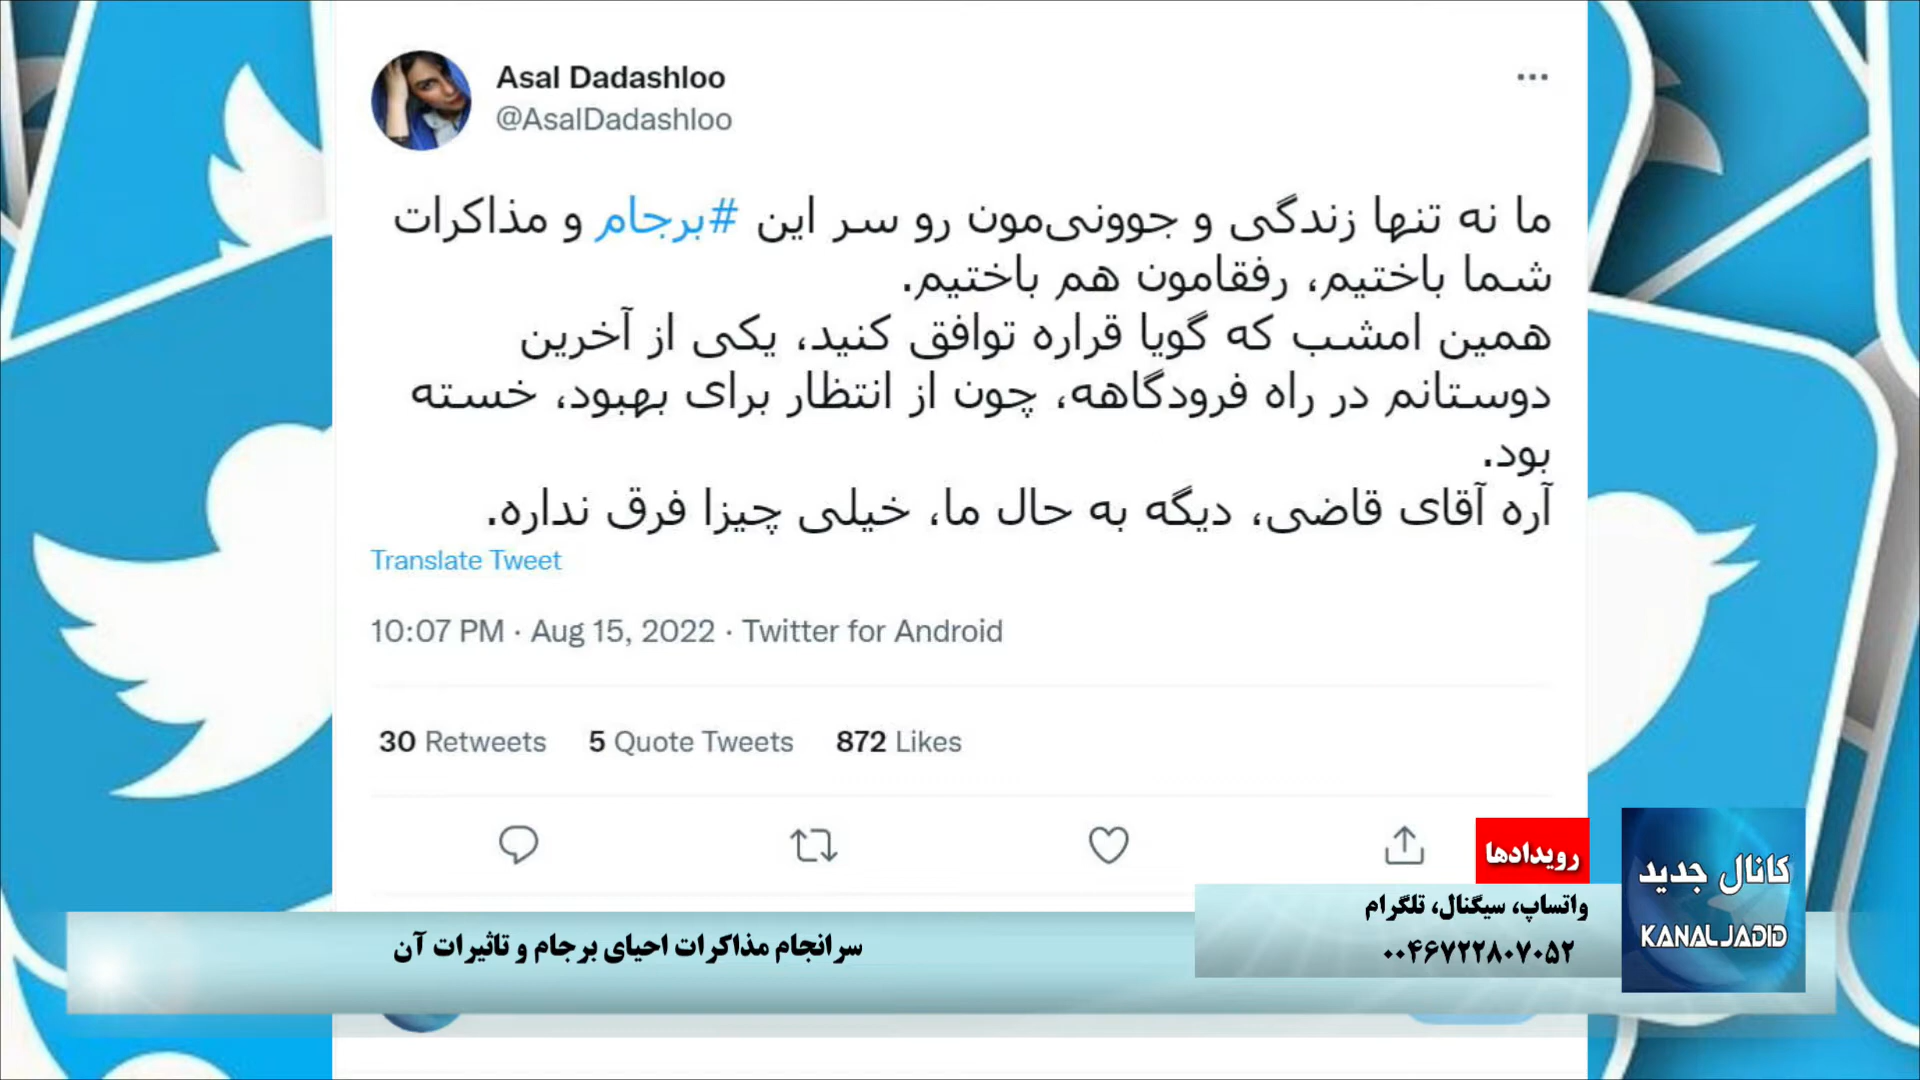 Asal Dadashloo
@AsalDadashloo
ما نه تنها زندگی و جوونی‌مون رو سر این #برجام و مذاکرات
شما باختیم، رفقامون هم باختیم.
همین امشب که گویا قراره توافق کنید، یکی از آخرین
دوستانم در راه فرودگاهه، چون از انتظار برای بهبود، خسته
بود.
آره آقای قاضی، دیگه به حال ما، خیلی چیزا فرق نداره.
Translate Tweet
10:07 PM · Aug 15, 2022 · Twitter for Android
30 Retweets 5 Quote Tweets 872 Likes
رویدادها
واتساپ، سیگنال، تلگرام
۰۰۴۶۷۲۲۸۰۷۰۵۲
کانال جدید
KANAL JADID
سرانجام مذاکرات احیای برجام و تاثیرات آن